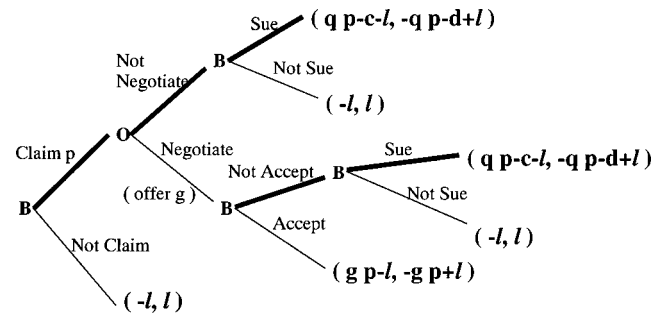 Sue
( q p-c-l, -q p-d+l )
Not
Negotiate
B
Not Sue
( -l, l )
Claim p
O
Negotiate
( offer g )
Not Accept
B
Sue
( q p-c-l, -q p-d+l )
Not Sue
( -l, l )
B
B
Accept
( g p-l, -g p+l )
Not Claim
( -l, l )